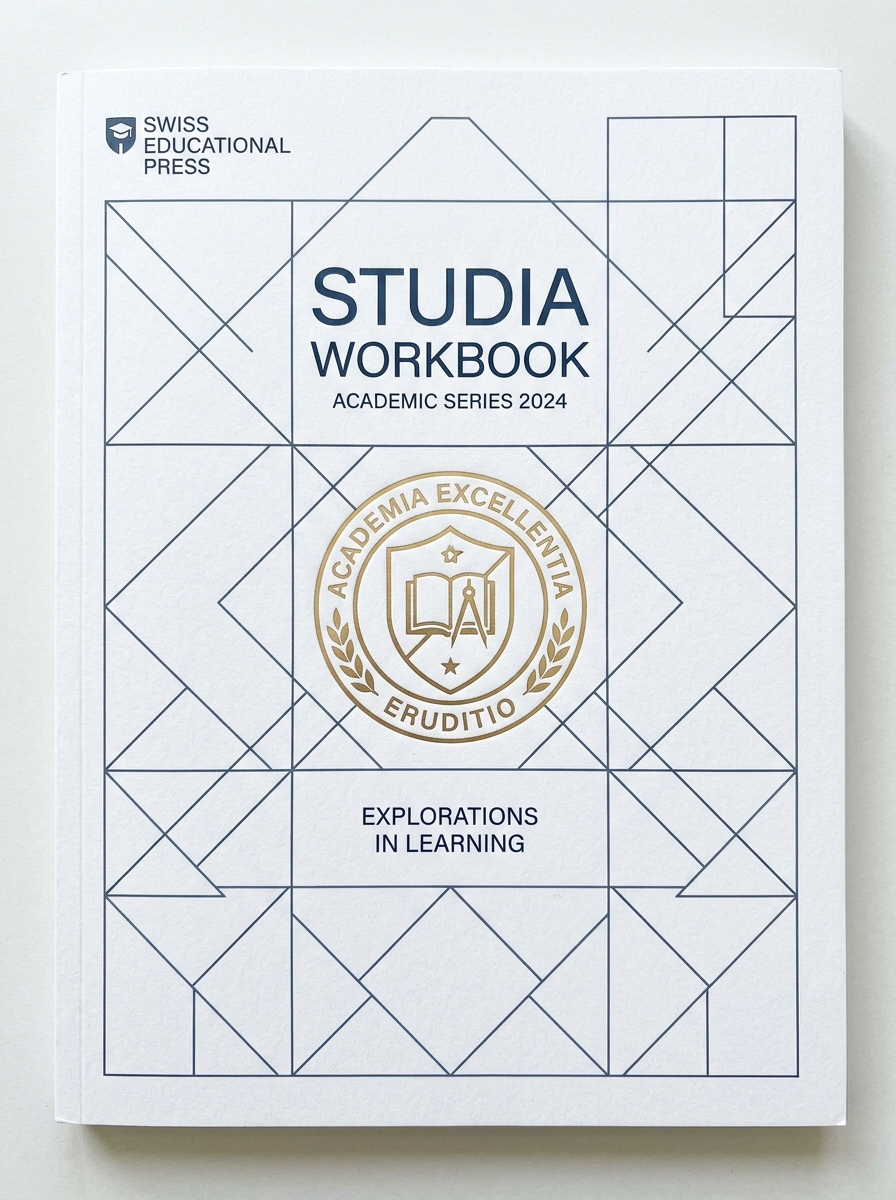 SWISS
EDUCATIONAL
PRESS
STUDIA
WORKBOOK
ACADEMIC SERIES 2024
ACADEMIA EXCELLENTIA
ERUDITIO
EXPLORATIONS
IN LEARNING